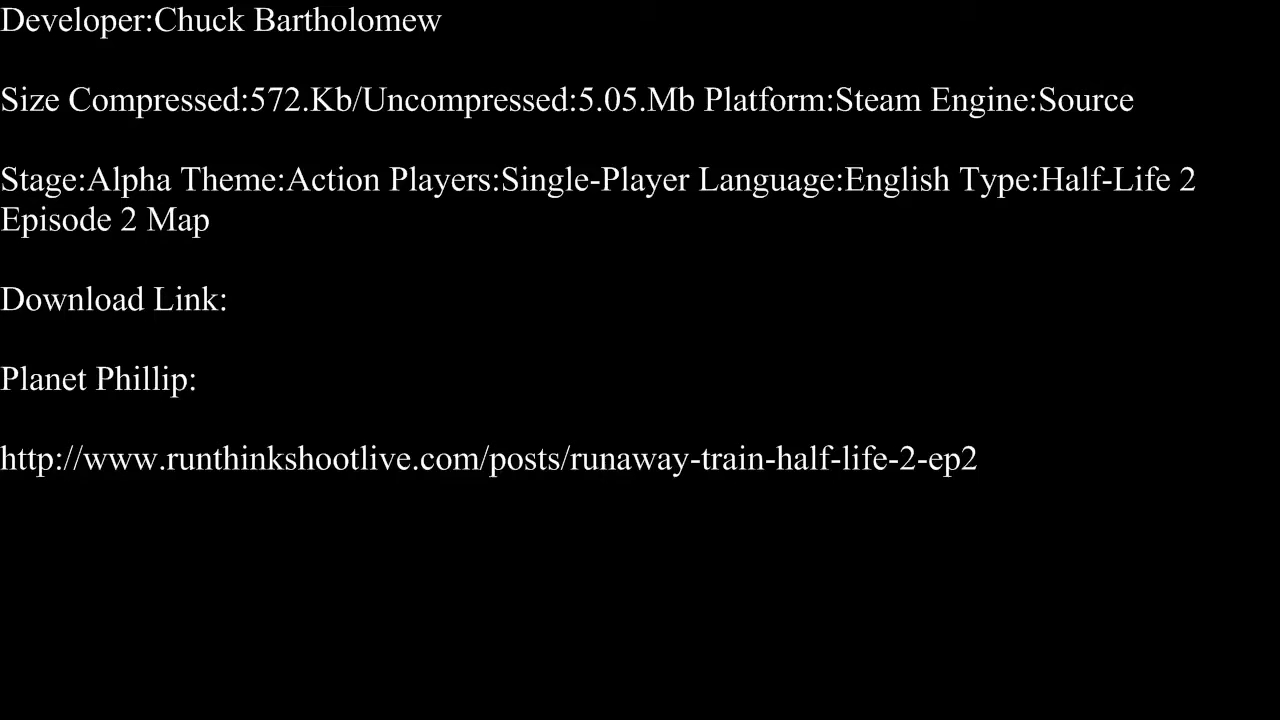 Developer:Chuck Bartholomew
Size Compressed:572.Kb/Uncompressed:5.05.Mb Platform:Steam Engine:Source
Stage:Alpha Theme:Action Players:Single-Player Language:English Type:Half-Life 2
Episode 2 Map
Download Link:
Planet Phillip:
http://www.runthinkshootlive.com/posts/runaway-train-half-life-2-ep2